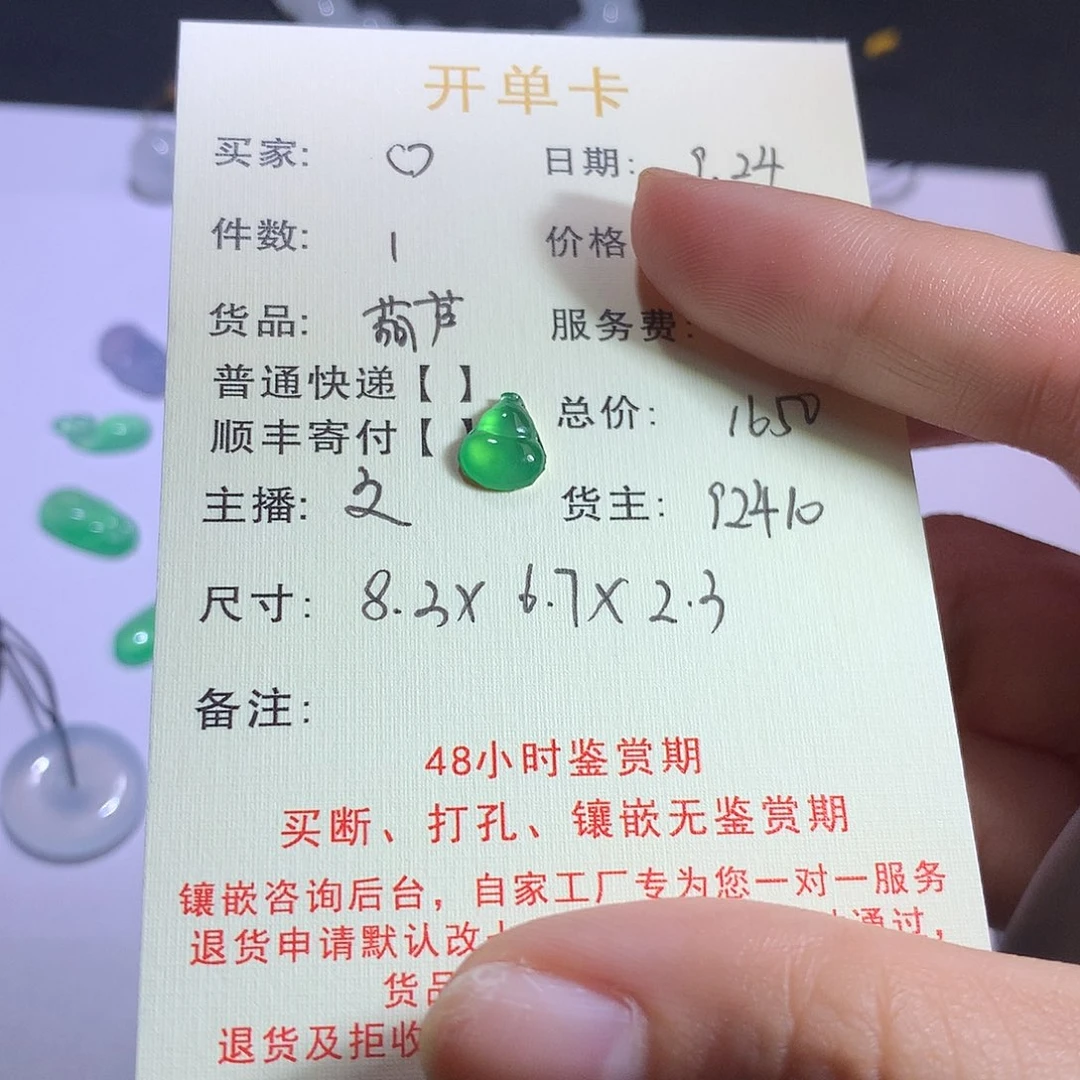 开单卡
买家: ♡ 日期: 9.24
件数: 1 价格
货品: 葫芦 服务费:
普通快递【 】
顺丰寄付【 】 总价: 1650
主播: 文 货主: 92410
尺寸: 8.3X 6.7X 2.3
备注:
48小时鉴赏期
买断、打孔、镶嵌无鉴赏期
镶嵌咨询后台，自家工厂专为您一对一服务
退货申请默认改 通过，
货品
退货及拒收